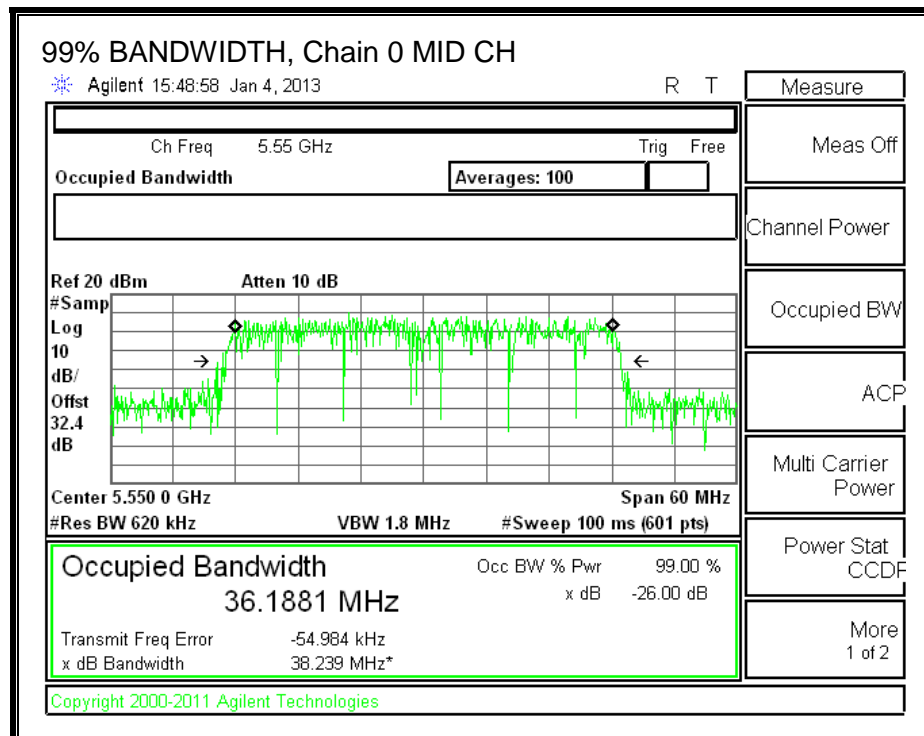 99% BANDWIDTH, Chain 0 MID CH
Agilent 15:48:58 Jan 4, 2013 R T
Measure
Ch Freq 5.55 GHz Trig Free
Meas Off
Occupied Bandwidth Averages: 100
Channel Power
Ref 20 dBm Atten 10 dB
#Samp
Log
10
dB/
Offst
32.4
dB
Occupied BW
ACP
Multi Carrier
Power
Center 5.550 0 GHz Span 60 MHz
#Res BW 620 kHz VBW 1.8 MHz #Sweep 100 ms (601 pts)
Power Stat
CCDF
Occupied Bandwidth Occ BW % Pwr 99.00 %
36.1881 MHz x dB -26.00 dB
Transmit Freq Error -54.984 kHz
x dB Bandwidth 38.239 MHz*
More
1 of 2
Copyright 2000-2011 Agilent Technologies